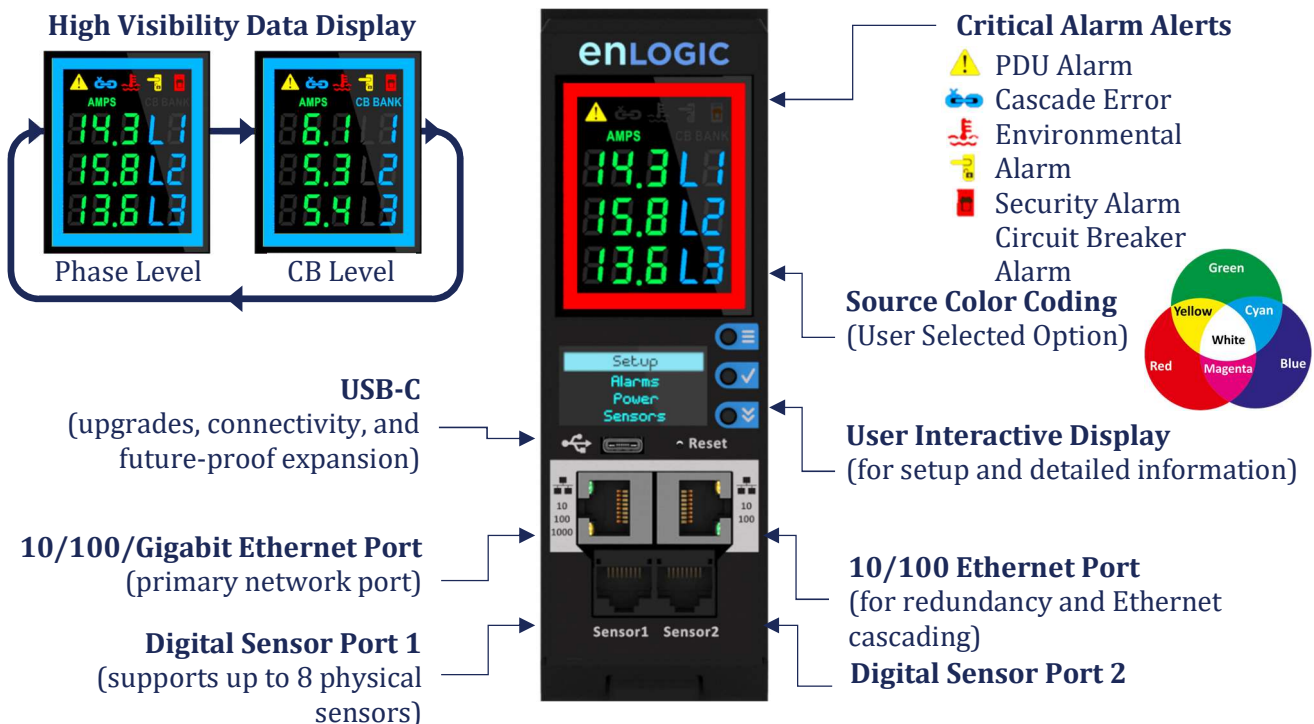 High Visibility Data Display
AMPS CB BANK
14.3 L1
15.8 L2
13.6 L3
Phase Level
AMPS CB BANK
6.1 1
5.3 2
5.4 3
CB Level
enLOGIC
AMPS CB BANK
14.3 L1
15.8 L2
13.6 L3
Setup
Alarms
Power
Sensors
Reset
10
100
1000
10
100
Sensor1 Sensor2
Critical Alarm Alerts
PDU Alarm
Cascade Error
Environmental
Alarm
Security Alarm
Circuit Breaker
Alarm
Source Color Coding
(User Selected Option)
Green
Yellow
Cyan
White
Red
Magenta
Blue
USB-C
(upgrades, connectivity, and
future-proof expansion)
User Interactive Display
(for setup and detailed information)
10/100/Gigabit Ethernet Port
(primary network port)
10/100 Ethernet Port
(for redundancy and Ethernet
cascading)
Digital Sensor Port 1
(supports up to 8 physical
sensors)
Digital Sensor Port 2